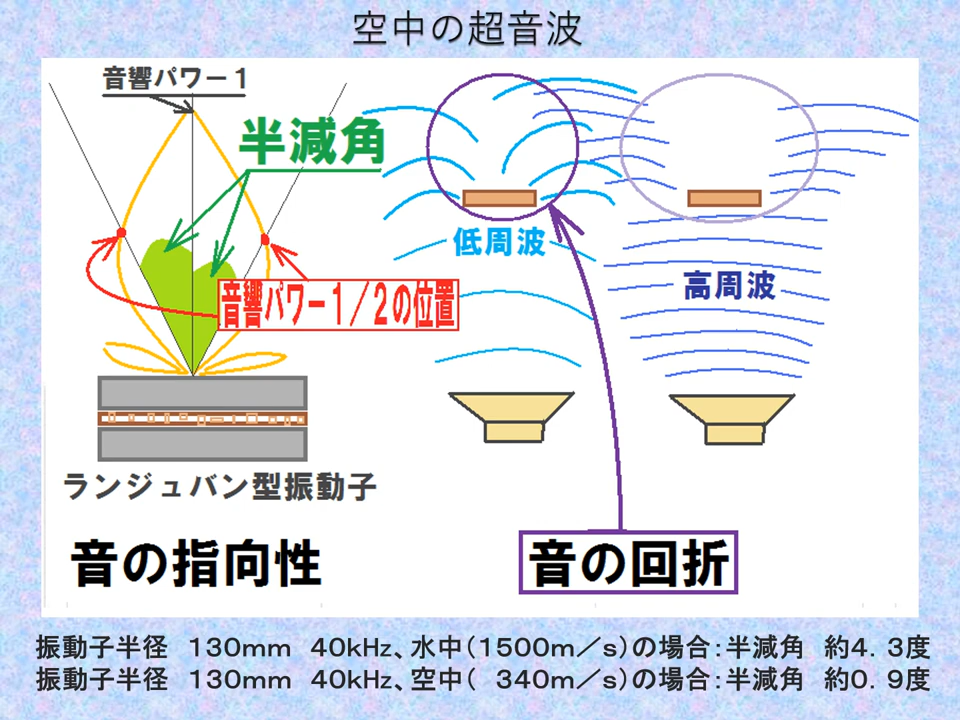 空中の超音波
音響パワー１
半減角
音響パワー１／２の位置
ランジュバン型振動子
音の指向性
低周波
高周波
音の回折
振動子半径　１３０ｍｍ　４０ｋＨｚ、水中（１５００ｍ／ｓ）の場合：半減角　約４．３度
振動子半径　１３０ｍｍ　４０ｋＨｚ、空中（　３４０ｍ／ｓ）の場合：半減角　約０．９度